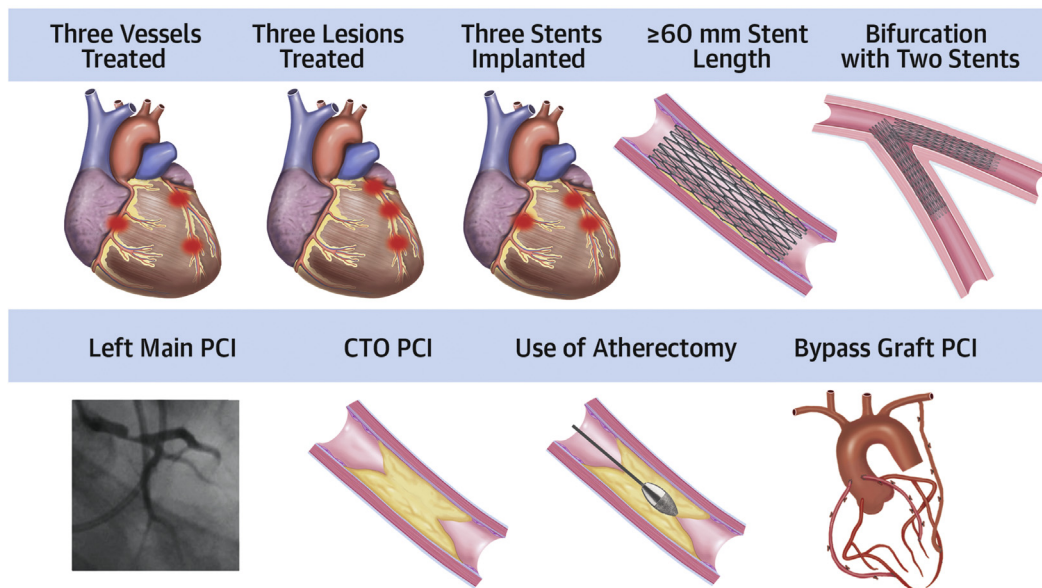 Three Vessels
Treated
Three Lesions
Treated
Three Stents
Implanted
≥60 mm Stent
Length
Bifurcation
with Two Stents
Left Main PCI
CTO PCI
Use of Atherectomy
Bypass Graft PCI